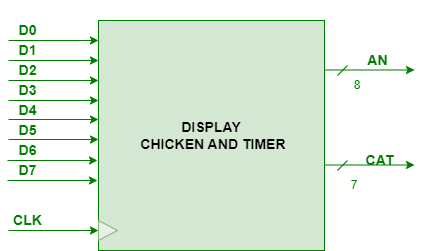 D0
D1
D2
D3
D4
D5
D6
D7
CLK
DISPLAY
CHICKEN AND TIMER
AN
8
CAT
7